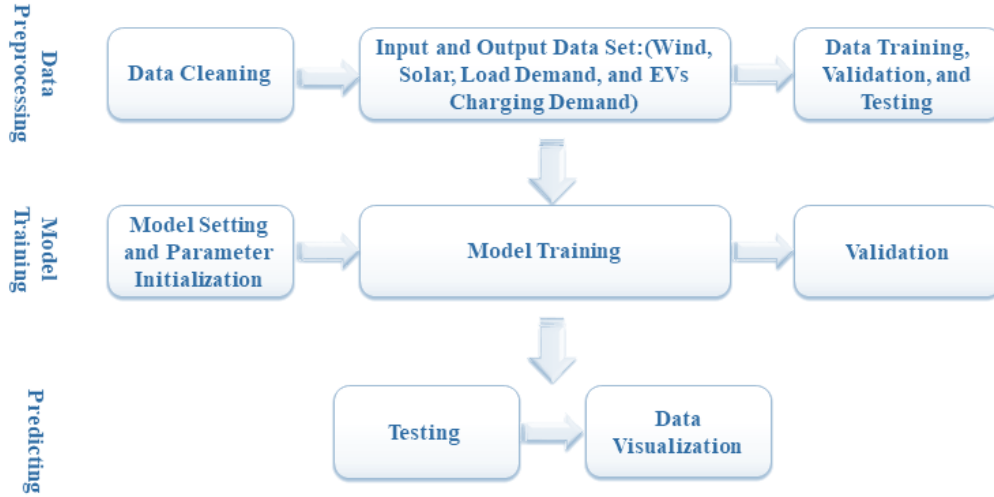 Data
Preprocessing
Data Cleaning
Input and Output Data Set:(Wind,
Solar, Load Demand, and EVs
Charging Demand)
Data Training,
Validation, and
Testing
Model
Training
Model Setting
and Parameter
Initialization
Model Training
Validation
Predicting
Testing
Data
Visualization